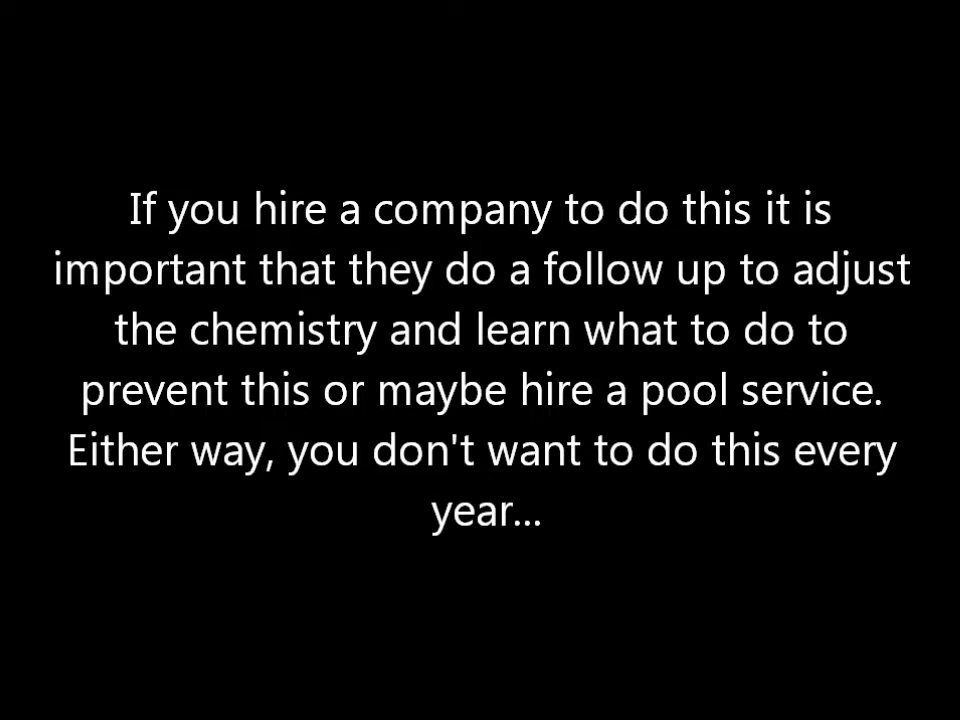 If you hire a company to do this it is
important that they do a follow up to adjust
the chemistry and learn what to do to
prevent this or maybe hire a pool service.
Either way, you don't want to do this every
year...